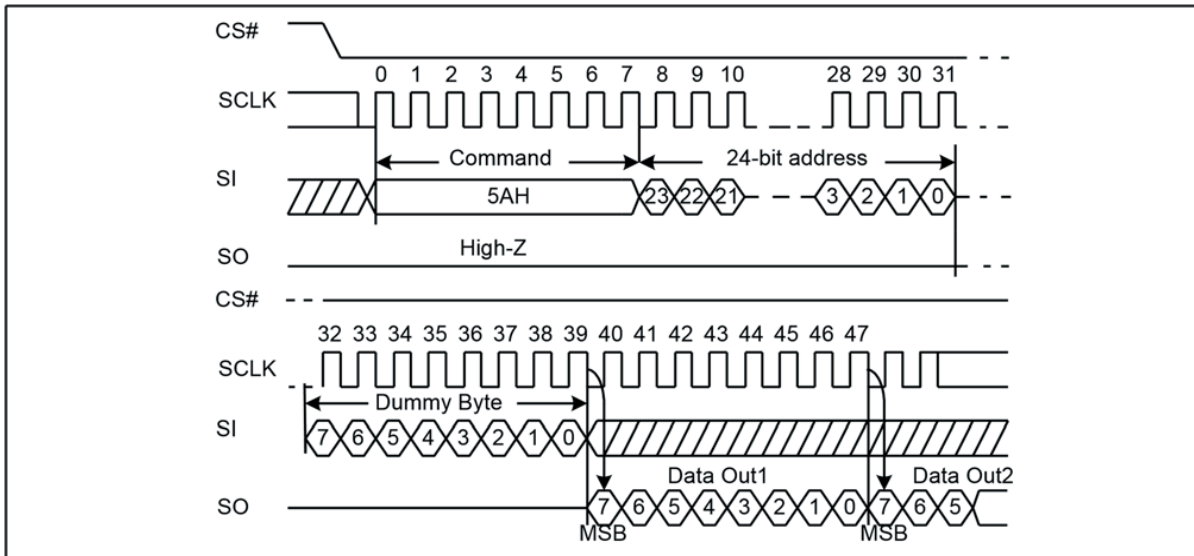 CS#
0 1 2 3 4 5 6 7 8 9 10 28 29 30 31
SCLK
Command 24-bit address
SI
5AH 23 22 21 3 2 1 0
High-Z
SO
CS#
32 33 34 35 36 37 38 39 40 41 42 43 44 45 46 47
SCLK
Dummy Byte
SI
7 6 5 4 3 2 1 0
Data Out1 Data Out2
SO
7 6 5 4 3 2 1 0 7 6 5
MSB MSB